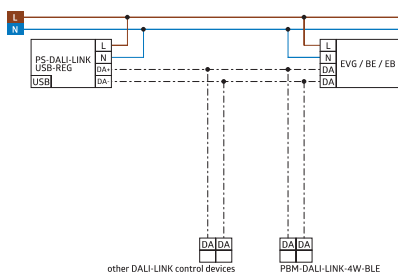 L
N
PS-DALI-LINK
USB-REG
USB
L
N
DA+
DA-
L
N
DA
DA
EVG / BE / EB
DA DA
DA DA
other DALI-LINK control devices
PBM-DALI-LINK-4W-BLE